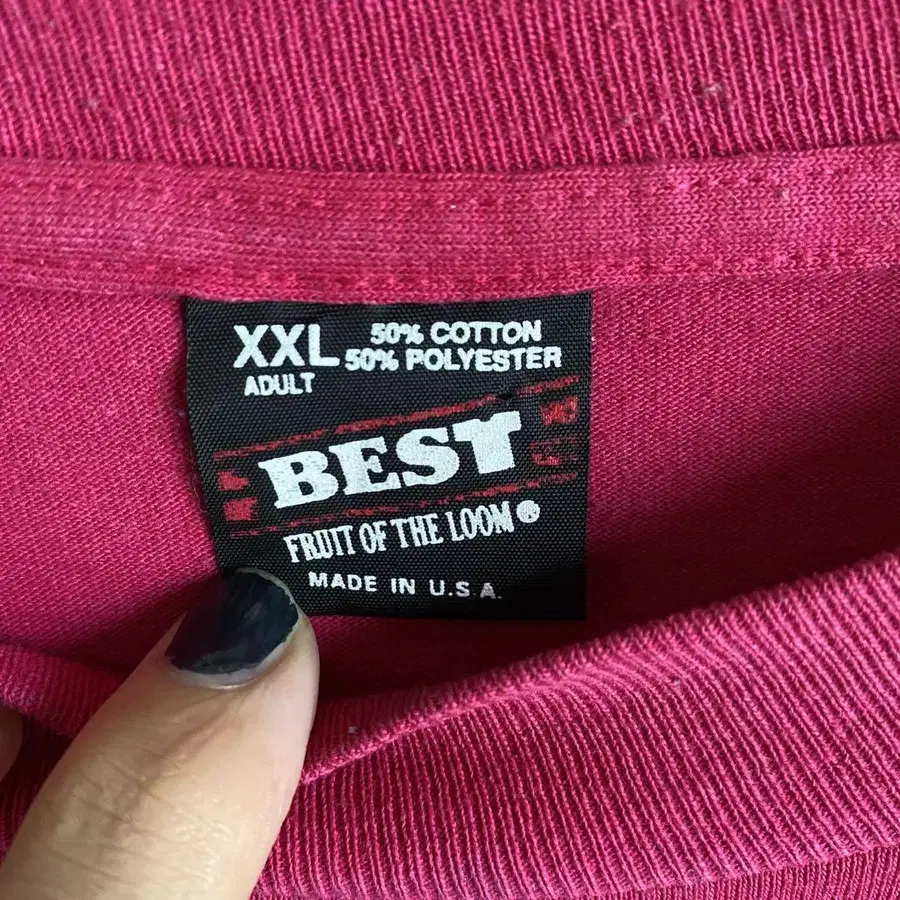 XXL 50% COTTON
ADULT 50% POLYESTER
BEST
FRUIT OF THE LOOM ®
MADE IN U.S.A.